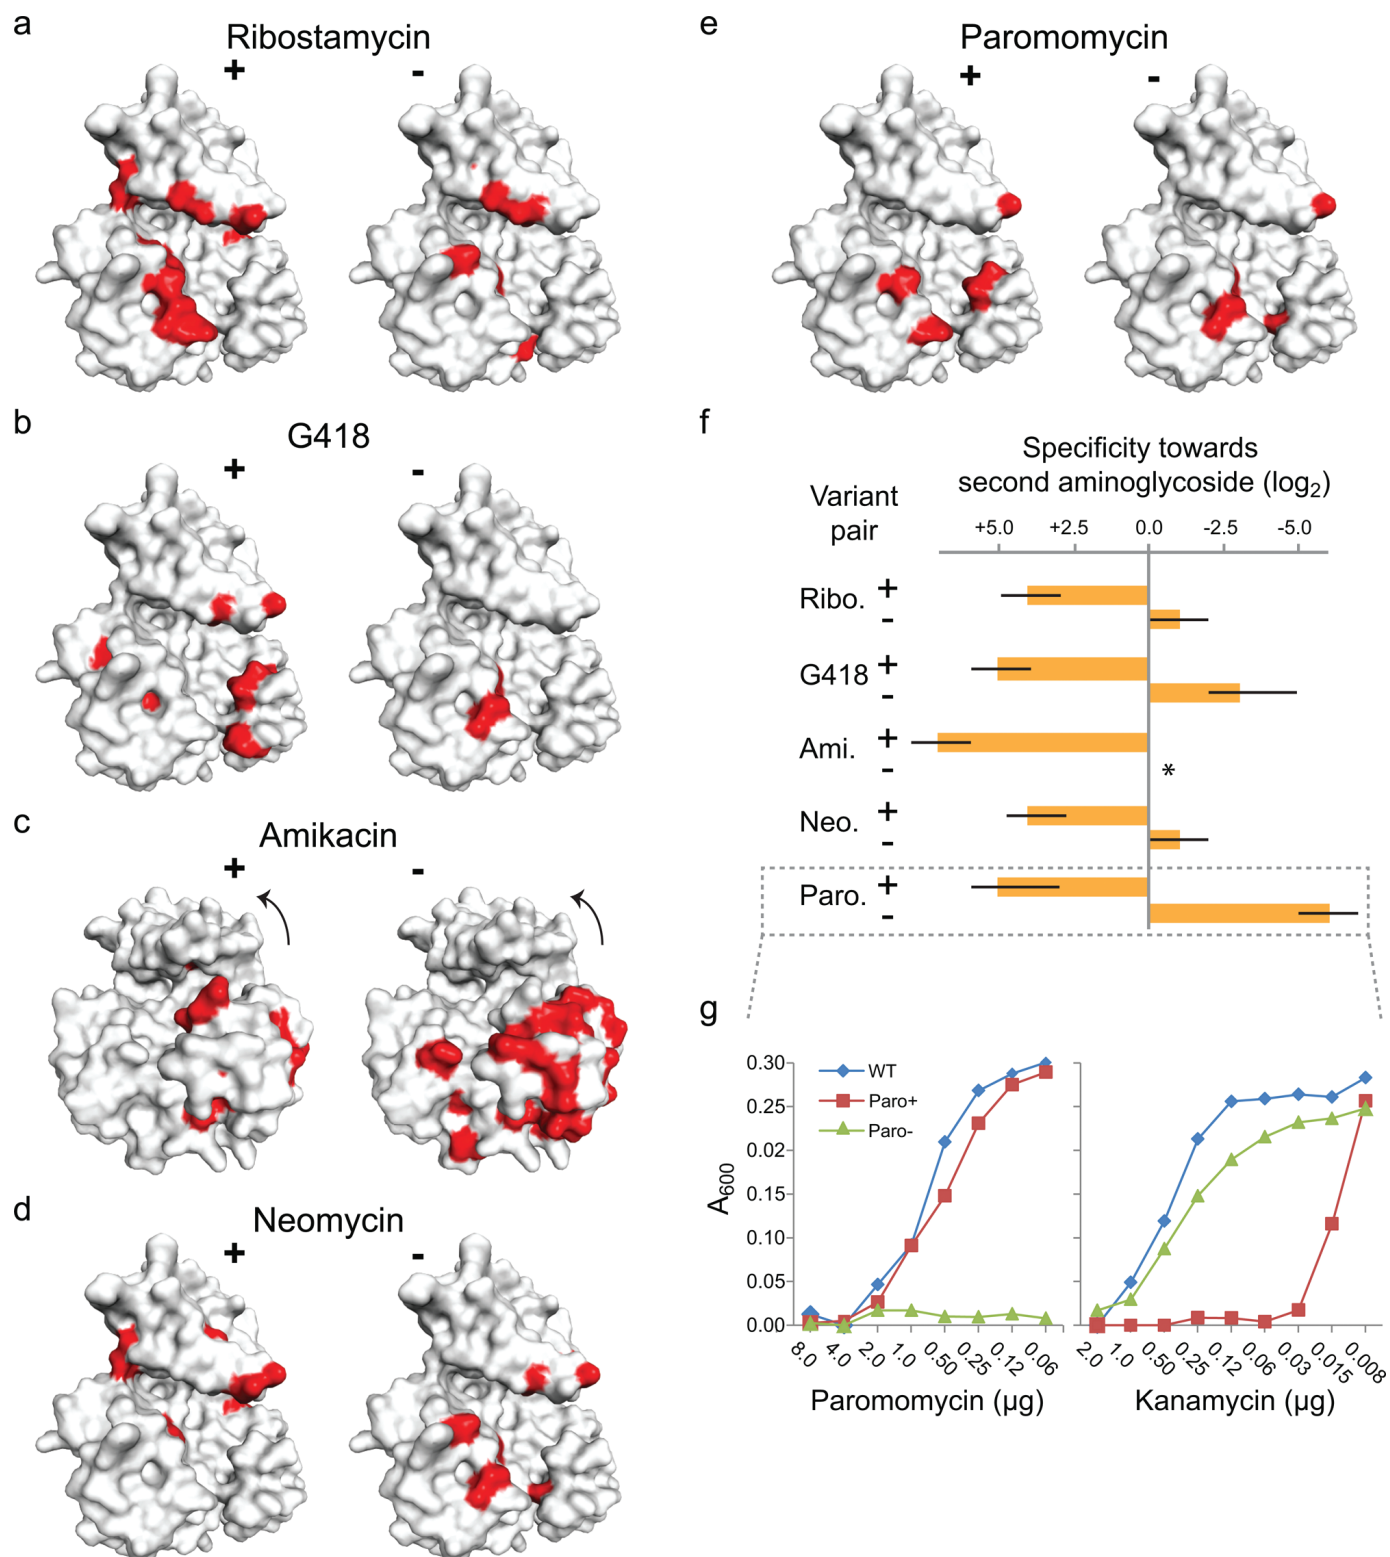 a
Ribostamycin
+ -
b
G418
+ -
c
Amikacin
+ -
d
Neomycin
+ -
e
Paromomycin
+ -
f
Specificity towards
second aminoglycoside (log2)
Variant
pair
+5.0 +2.5 0.0 -2.5 -5.0
Ribo. + -
G418 + -
Ami. + - *
Neo. + -
Paro. + -
g
WT
Paro+
Paro-
A600
0.30
0.25
0.02
0.15
0.10
0.05
0.00
8.0 4.0 2.0 1.0 0.50 0.25 0.12 0.06
Paromomycin (µg)
2.0 1.0 0.50 0.25 0.12 0.06 0.03 0.015 0.008
Kanamycin (µg)